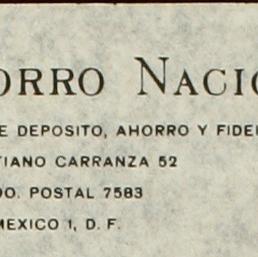 ORRO NACIO
E DEPOSITO, AHORRO Y FIDE
TIANO CARRANZA 52
DO. POSTAL 7583
MEXICO 1, D. F.